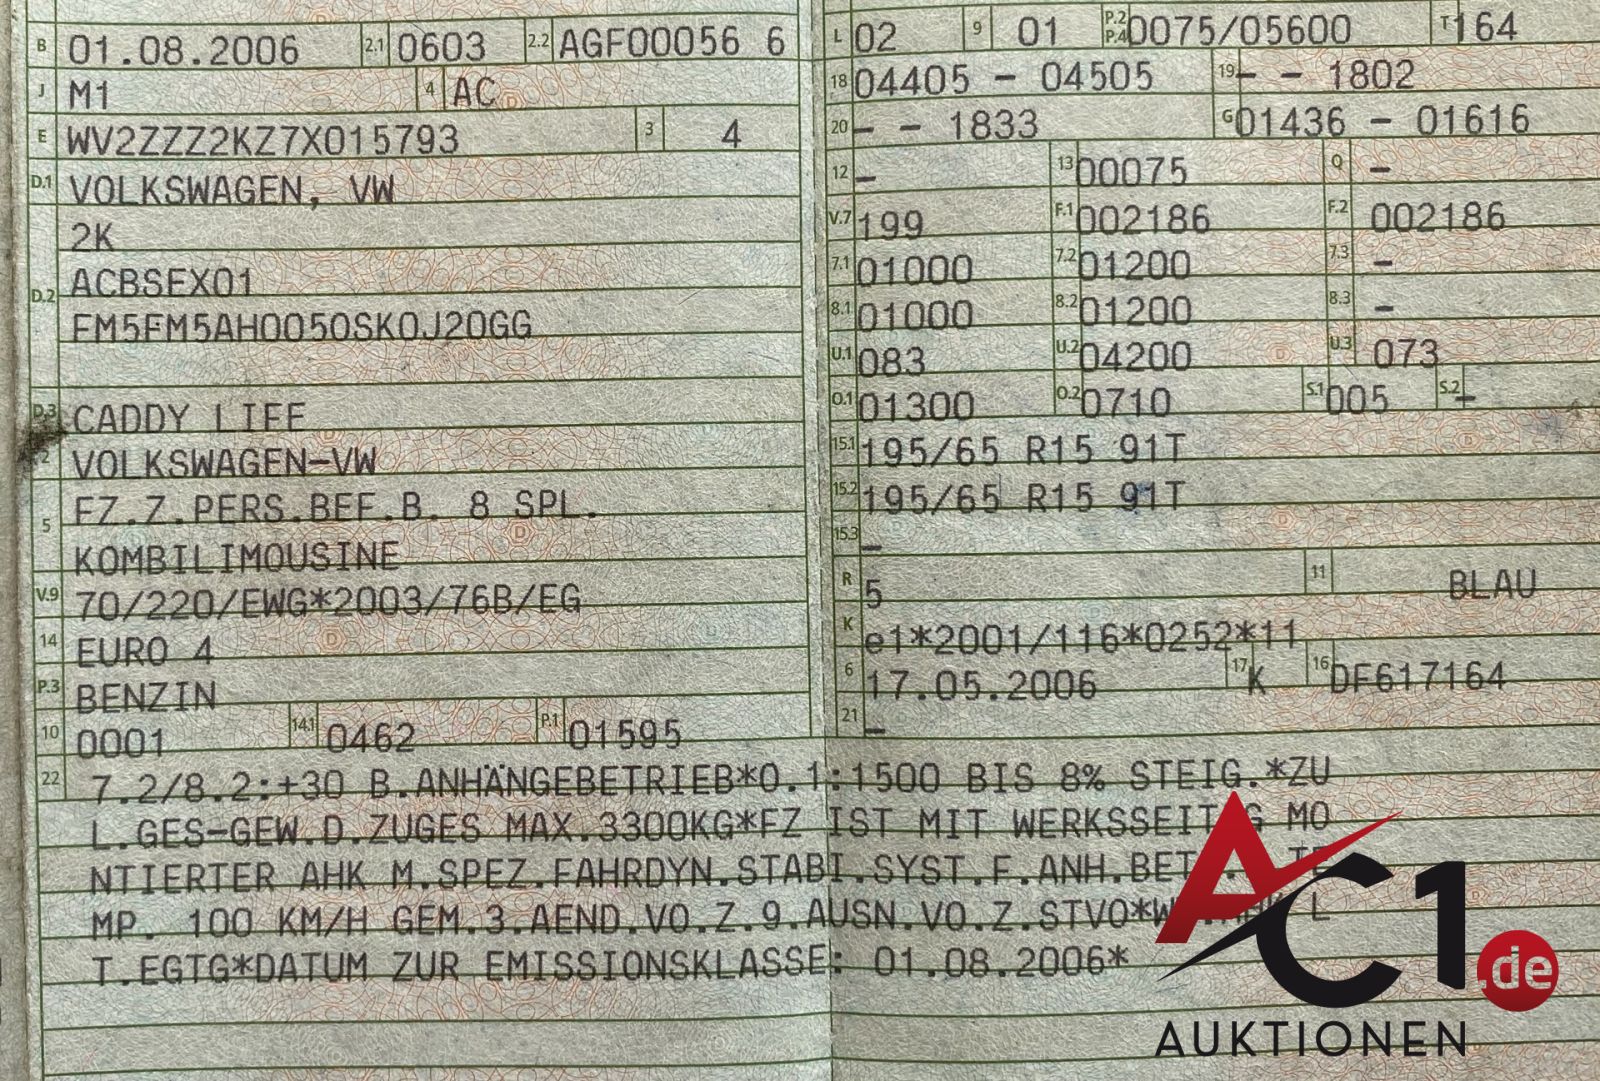 B 01.08.2006 2.1 0603 2.2 AGF00056 6
J M1 4 AC
E WV2ZZZ2KZ7X015793 3 4
D.1 VOLKSWAGEN, VW
2K
D.2 ACBSEX01
FM5FM5AH0050SK0J20GG
D.3 CADDY LIFE
2 VOLKSWAGEN-VW
5 FZ.Z.PERS.BEF.B. 8 SPL.
KOMBILIMOUSINE
V.9 70/220/EWG*2003/76B/EG
14 EURO 4
P.3 BENZIN
10 0001 14.1 0462 P.1 01595
L 02 9 01 P.2 P.4 0075/05600 T 164
18 04405 - 04505 19 - - 1802
20 - - 1833 G 01436 - 01616
12 - 13 00075 Q -
V.7 199 F.1 002186 F.2 002186
7.1 01000 7.2 01200 7.3 -
8.1 01000 8.2 01200 8.3 -
U.1 083 U.2 04200 U.3 073
O.1 01300 O.2 0710 S.1 005 S.2 -
15.1 195/65 R15 91T
15.2 195/65 R15 91T
15.3 -
R 5 11 BLAU
K e1*2001/116*0252*11
6 17.05.2006 17 K 16 DF617164
21 -
22 7.2/8.2:+30 B.ANHÄNGEBETRIEB*O.1:1500 BIS 8% STEIG.*ZU
L.GES-GEW.D.ZUGES MAX.3300KG*FZ IST MIT WERKSSEITIG MO
NTIERTER AHK M.SPEZ.FAHRDYN.STABI.SYST.F.ANH.BET
MP. 100 KM/H GEM.3.AEND.VO.Z.9.AUSN.VO.Z.STVO*W L
T.EGTG*DATUM ZUR EMISSIONSKLASSE: 01.08.2006*
AC1.de
AUKTIONEN